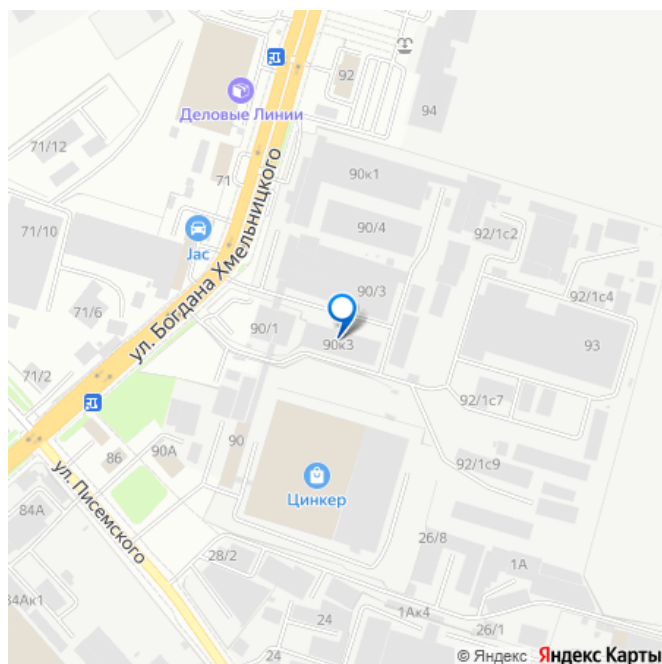 92
Деловые Линии
94
71/12
71
90к1
ул. Богдана Хмельницкого
90/4
92/1с2
71/10
Jac
90/3
92/1с4
71/6
90/1
90к3
93
71/2
92/1с7
86
90А
90
92/1с9
Цинкер
84А
ул. Писемского
26/8
28/2
1А
84Ак1
24
1Ак4
26/1
24
© Яндекс Яндекс Карты